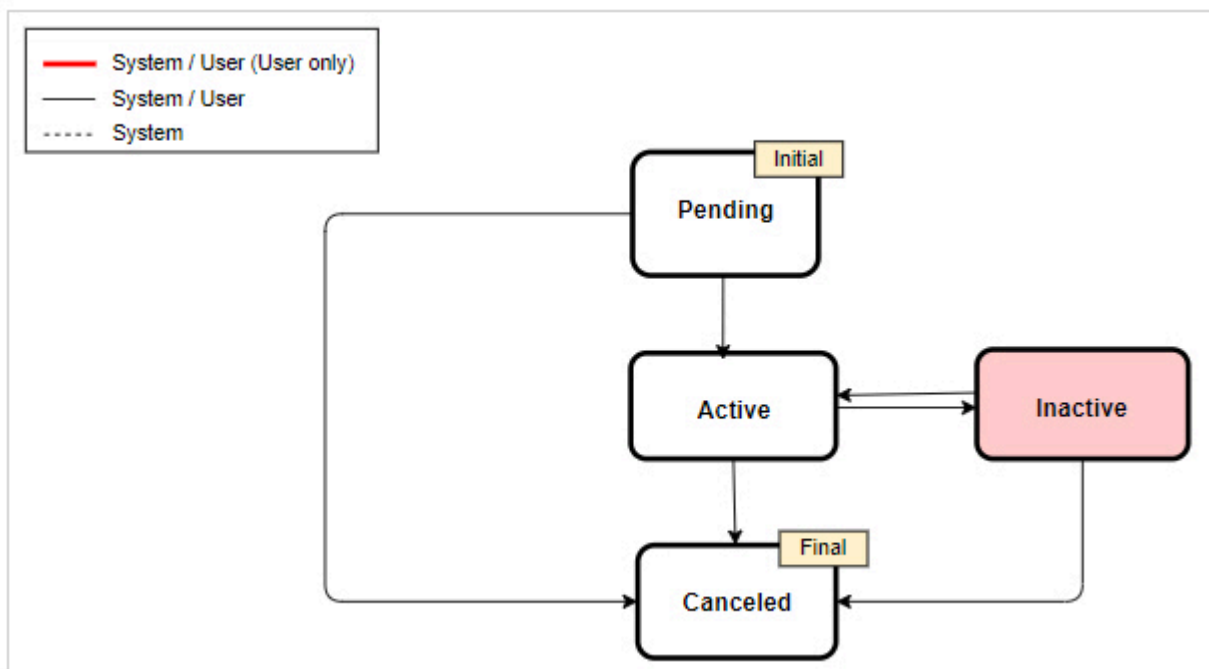 System / User (User only)
System / User
System
Initial
Pending
Active
Inactive
Final
Canceled